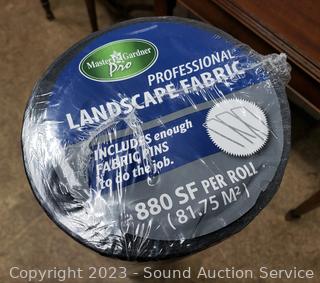 Master Gardner
Pro
PROFESSIONAL
LANDSCAPE FABRIC
INCLUDES enough
FABRIC PINS
to do the job.
880 SF PER ROLL
( 81.75 M² )
Copyright 2023 - Sound Auction Service